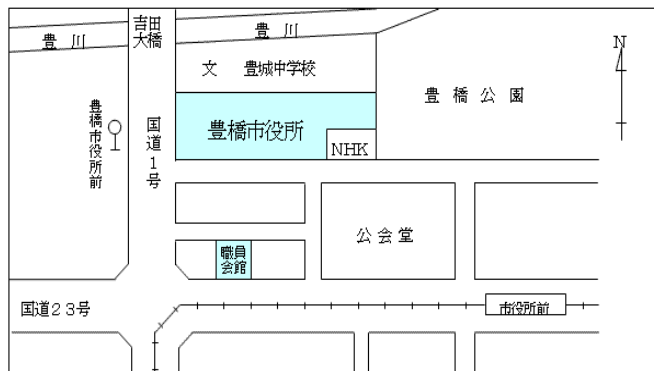 吉田
大橋
豊 川
豊 川
N
文 豊城中学校
豊 橋 公 園
豊橋市役所前
国道1号
豊橋市役所
NHK
公 会 堂
職員
会館
国道23号
市役所前